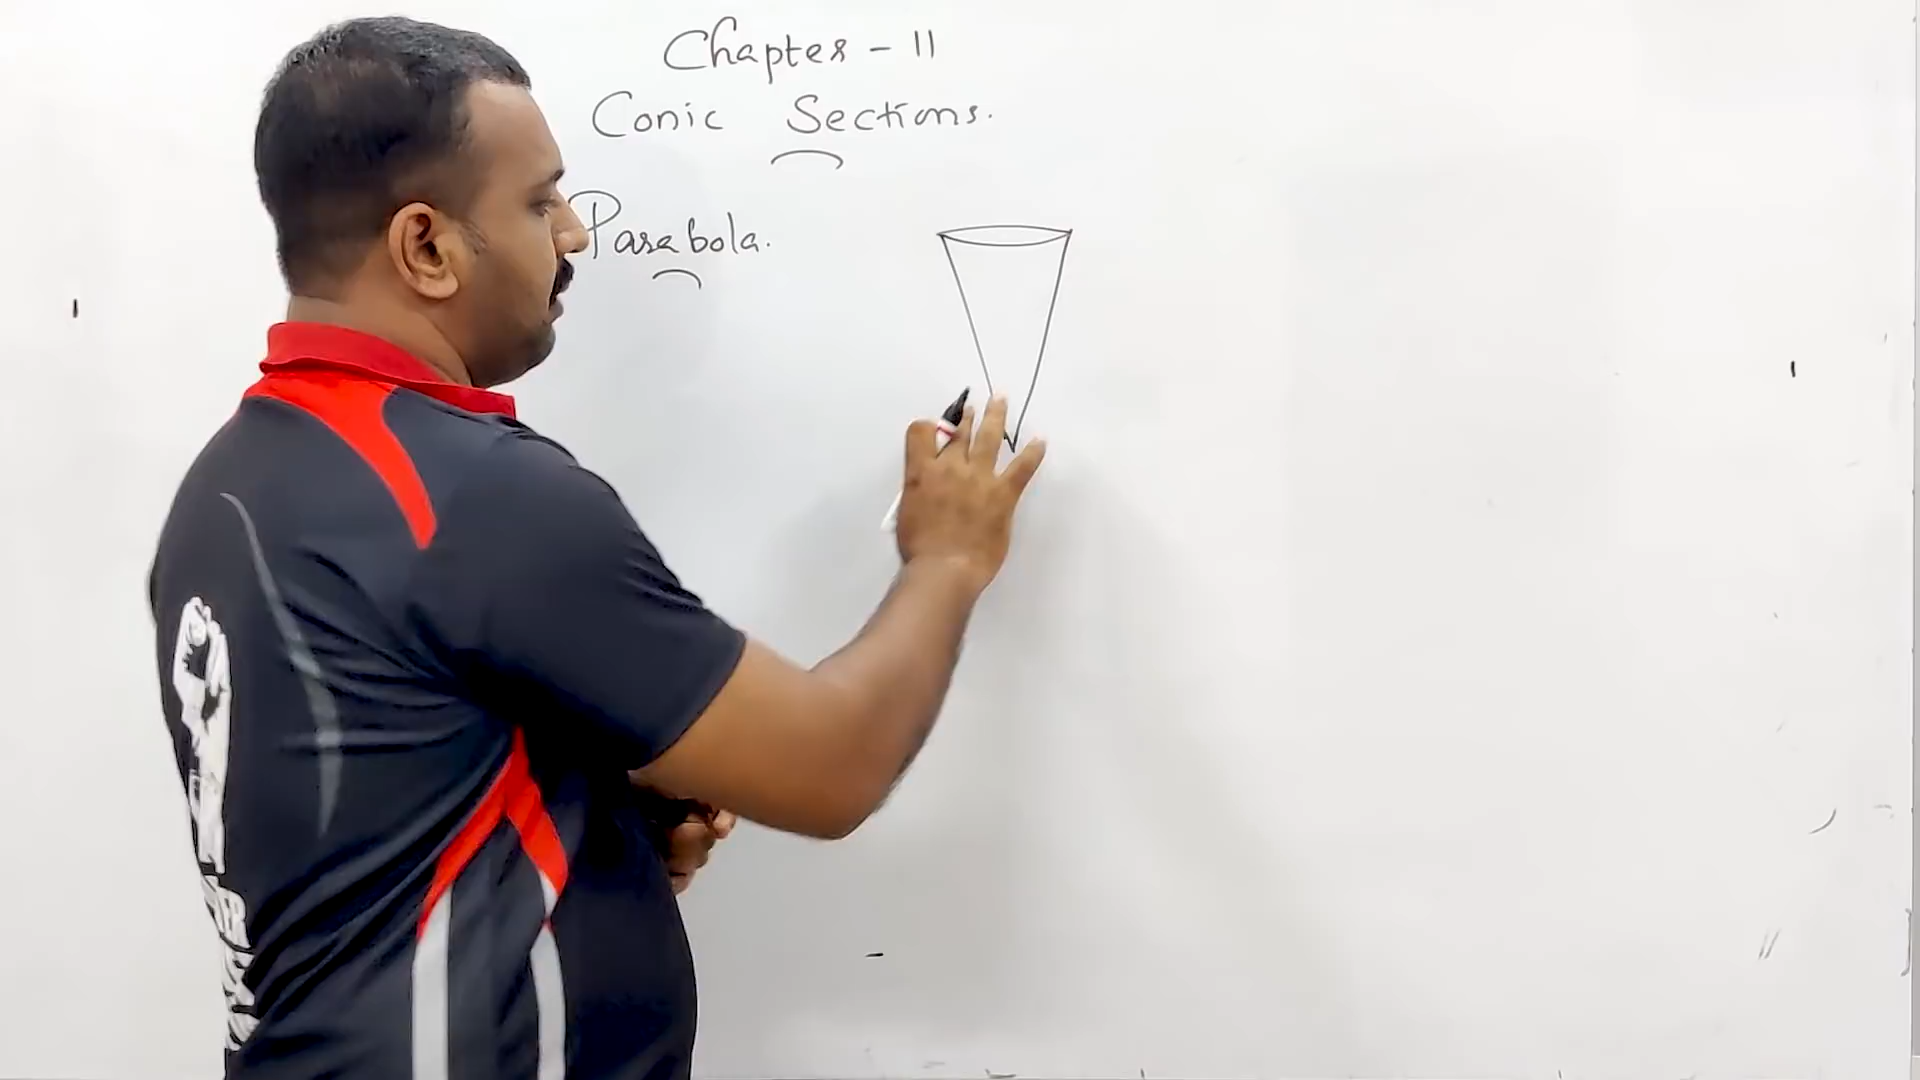 Chapter - 11
Conic Sections.
Parabola.